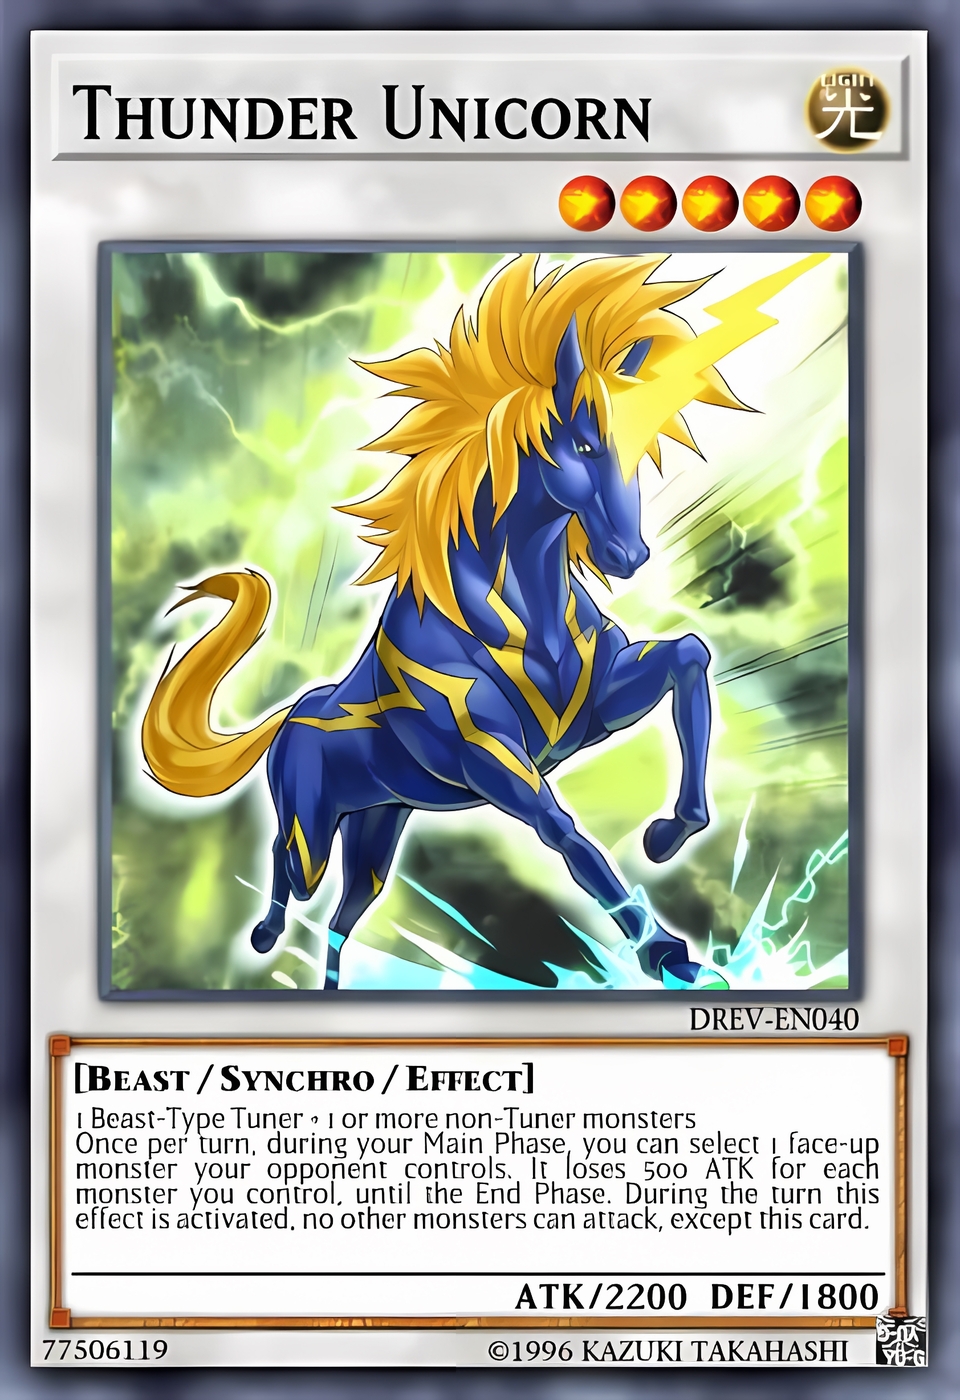 THUNDER UNICORN
光
DREV-EN040
[BEAST / SYNCHRO / EFFECT]
1 Beast-Type Tuner + 1 or more non-Tuner monsters
Once per turn, during your Main Phase, you can select 1 face-up
monster your opponent controls. It loses 500 ATK for each
monster you control, until the End Phase. During the turn this
effect is activated, no other monsters can attack, except this card.
ATK/2200 DEF/1800
77506119
©1996 KAZUKI TAKAHASHI